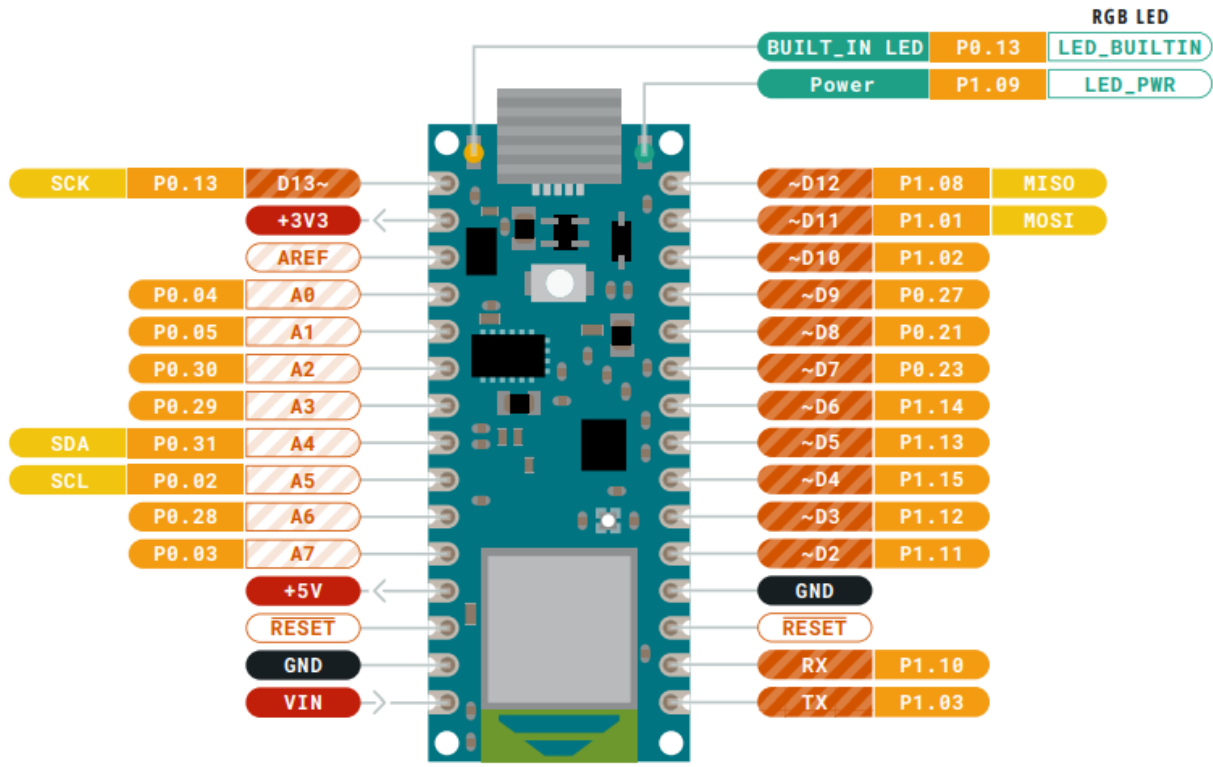 RGB LED
BUILT_IN LED P0.13 LED_BUILTIN
Power P1.09 LED_PWR
SCK P0.13 D13~
+3V3
AREF
P0.04 A0
P0.05 A1
P0.30 A2
P0.29 A3
SDA P0.31 A4
SCL P0.02 A5
P0.28 A6
P0.03 A7
+5V
RESET
GND
VIN
~D12 P1.08 MISO
~D11 P1.01 MOSI
~D10 P1.02
~D9 P0.27
~D8 P0.21
~D7 P0.23
~D6 P1.14
~D5 P1.13
~D4 P1.15
~D3 P1.12
~D2 P1.11
GND
RESET
RX P1.10
TX P1.03